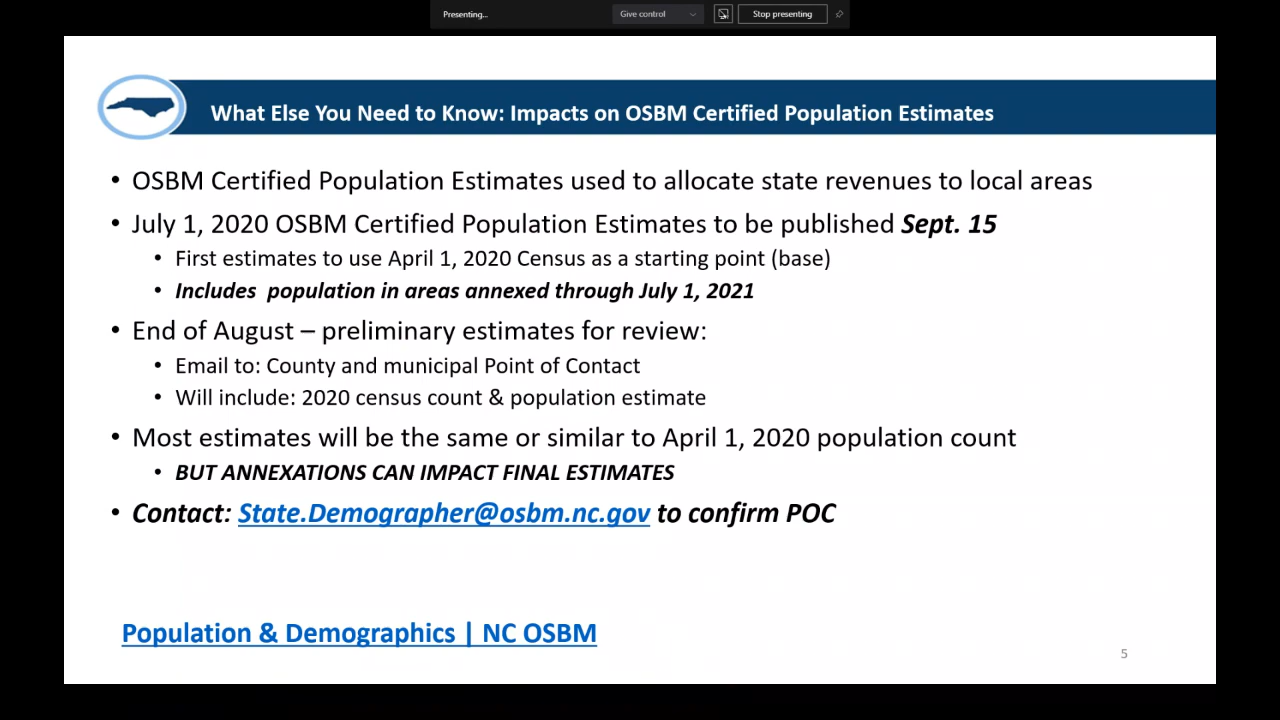 Presenting...
Give control
Stop presenting
What Else You Need to Know: Impacts on OSBM Certified Population Estimates
• OSBM Certified Population Estimates used to allocate state revenues to local areas
• July 1, 2020 OSBM Certified Population Estimates to be published Sept. 15
• First estimates to use April 1, 2020 Census as a starting point (base)
• Includes  population in areas annexed through July 1, 2021
• End of August – preliminary estimates for review:
• Email to: County and municipal Point of Contact
• Will include: 2020 census count & population estimate
• Most estimates will be the same or similar to April 1, 2020 population count
• BUT ANNEXATIONS CAN IMPACT FINAL ESTIMATES
• Contact: State.Demographer@osbm.nc.gov to confirm POC
Population & Demographics | NC OSBM
5